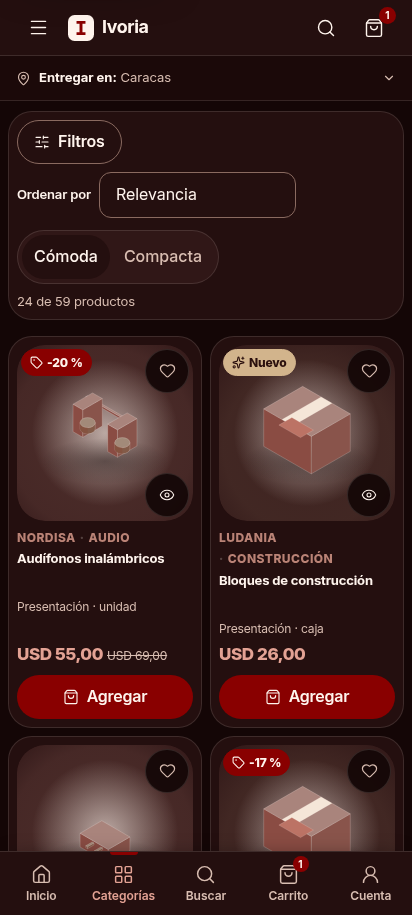 I Ivoria
1
Entregar en: Caracas
Filtros
Ordenar por Relevancia
Cómoda Compacta
24 de 59 productos
-20 %
NORDISA · AUDIO
Audífonos inalámbricos
Presentación · unidad
USD 55,00 USD 69,00
Agregar
Nuevo
LUDANIA
· CONSTRUCCIÓN
Bloques de construcción
Presentación · caja
USD 26,00
Agregar
-17 %
Inicio
Categorías
Buscar
1
Carrito
Cuenta